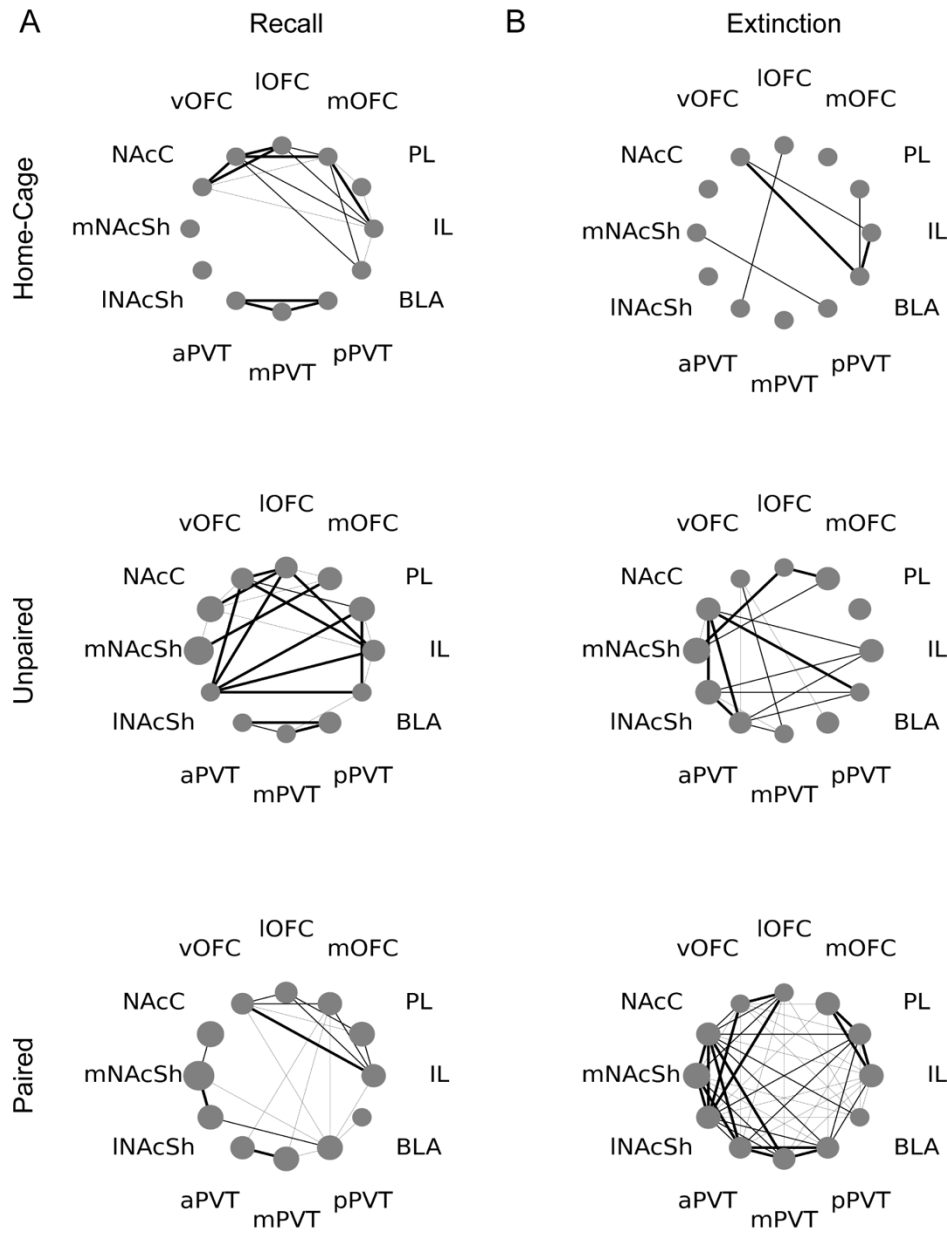 A Recall B Extinction
Home-Cage
lOFC
vOFC mOFC
NAcC PL
mNAcSh IL
lNAcSh BLA
aPVT pPVT
mPVT
lOFC
vOFC mOFC
NAcC PL
mNAcSh IL
lNAcSh BLA
aPVT pPVT
mPVT
Unpaired
lOFC
vOFC mOFC
NAcC PL
mNAcSh IL
lNAcSh BLA
aPVT pPVT
mPVT
lOFC
vOFC mOFC
NAcC PL
mNAcSh IL
lNAcSh BLA
aPVT pPVT
mPVT
Paired
lOFC
vOFC mOFC
NAcC PL
mNAcSh IL
lNAcSh BLA
aPVT pPVT
mPVT
lOFC
vOFC mOFC
NAcC PL
mNAcSh IL
lNAcSh BLA
aPVT pPVT
mPVT